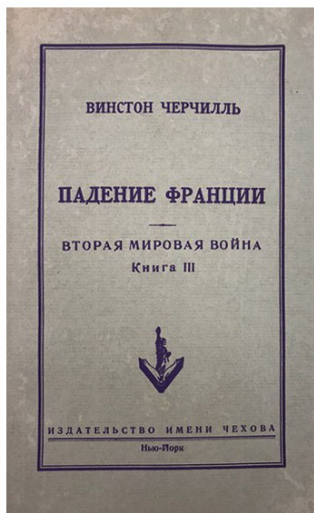 ВИНСТОН ЧЕРЧИЛЛЬ
ПАДЕНИЕ ФРАНЦИИ
ВТОРАЯ МИРОВАЯ ВОЙНА
Книга III
ИЗДАТЕЛЬСТВО ИМЕНИ ЧЕХОВА
Нью-Йорк